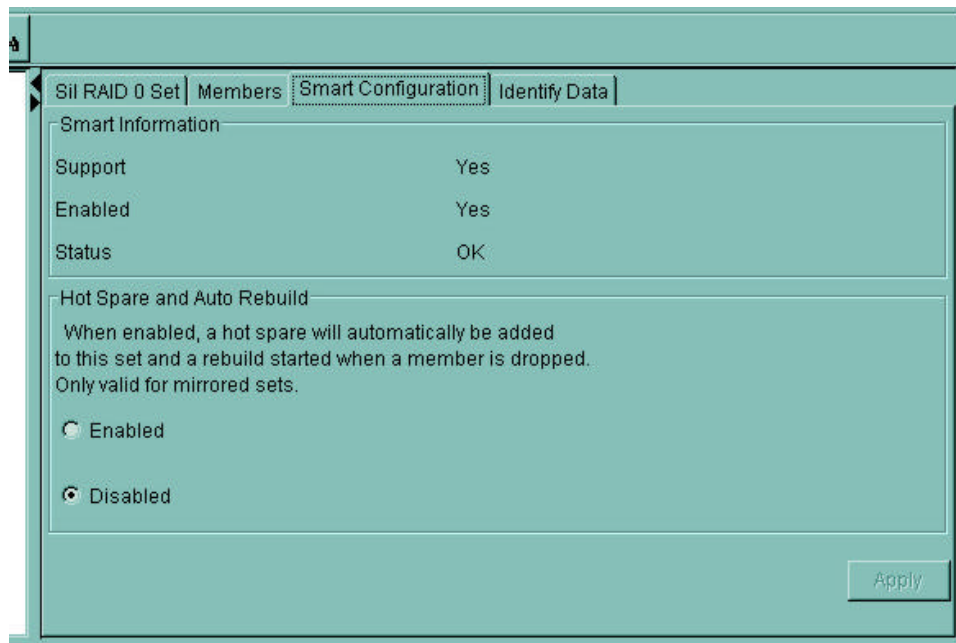 Sil RAID 0 Set Members Smart Configuration Identify Data
Smart Information
Support Yes
Enabled Yes
Status OK
Hot Spare and Auto Rebuild
When enabled, a hot spare will automatically be added
to this set and a rebuild started when a member is dropped.
Only valid for mirrored sets.
Enabled
Disabled
Apply